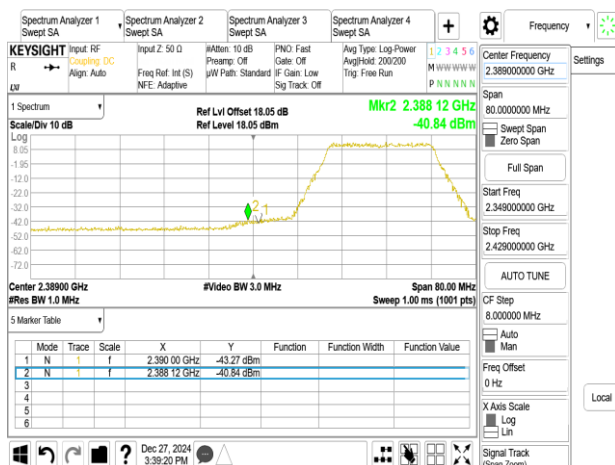 Spectrum Analyzer 1
Swept SA
Spectrum Analyzer 2
Swept SA
Spectrum Analyzer 3
Swept SA
Spectrum Analyzer 4
Swept SA
+
Frequency
KEYSIGHT
R
LXI
Input: RF
Coupling: DC
Align: Auto
Input Z: 50 Ω
Freq Ref: Int (S)
NFE: Adaptive
#Atten: 10 dB
Preamp: Off
µW Path: Standard
PNO: Fast
Gate: Off
IF Gain: Low
Sig Track: Off
Avg Type: Log-Power
Avg|Hold: 200/200
Trig: Free Run
1 2 3 4 5 6
M W W W W W
P N N N N N
1 Spectrum
Scale/Div 10 dB
Log
Ref Lvl Offset 18.05 dB
Ref Level 18.05 dBm
Mkr2 2.388 12 GHz
-40.84 dBm
8.05
-1.95
-12.0
-22.0
-32.0
-42.0
-52.0
-62.0
-72.0
2
1
Center 2.38900 GHz
#Res BW 1.0 MHz
#Video BW 3.0 MHz
Span 80.00 MHz
Sweep 1.00 ms (1001 pts)
5 Marker Table
Mode Trace Scale X Y Function Function Width Function Value
1 N 1 f 2.390 00 GHz -43.27 dBm
2 N 1 f 2.388 12 GHz -40.84 dBm
3
4
5
6
?
Dec 27, 2024
3:39:20 PM
Center Frequency
2.389000000 GHz
Settings
Span
80.0000000 MHz
Swept Span
Zero Span
Full Span
Start Freq
2.349000000 GHz
Stop Freq
2.429000000 GHz
AUTO TUNE
CF Step
8.000000 MHz
Auto
Man
Freq Offset
0 Hz
Local
X Axis Scale
Log
Lin
Signal Track
(Span Zoom)